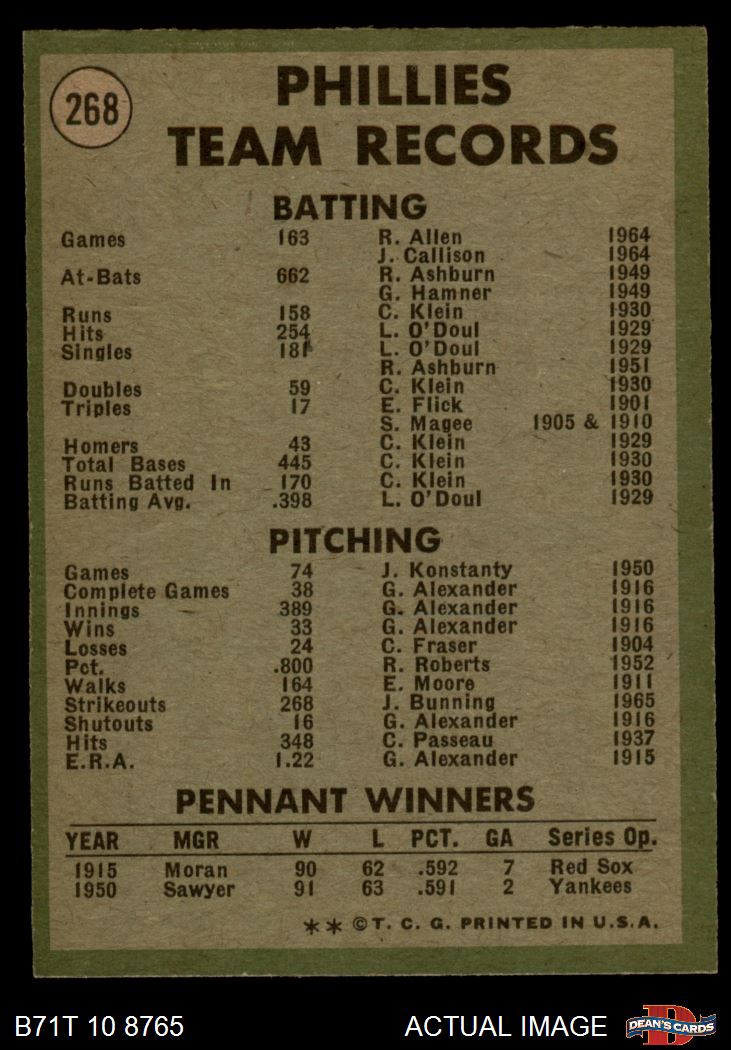 268
PHILLIES
TEAM RECORDS
BATTING
Games 163 R. Allen 1964
J. Callison 1964
At-Bats 662 R. Ashburn 1949
G. Hamner 1949
Runs 158 C. Klein 1930
Hits 254 L. O'Doul 1929
Singles 181 L. O'Doul 1929
R. Ashburn 1951
Doubles 59 C. Klein 1930
Triples 17 E. Flick 1901
S. Magee 1905 & 1910
Homers 43 C. Klein 1929
Total Bases 445 C. Klein 1930
Runs Batted In 170 C. Klein 1930
Batting Avg. .398 L. O'Doul 1929
PITCHING
Games 74 J. Konstanty 1950
Complete Games 38 G. Alexander 1916
Innings 389 G. Alexander 1916
Wins 33 G. Alexander 1916
Losses 24 C. Fraser 1904
Pct. .800 R. Roberts 1952
Walks 164 E. Moore 1911
Strikeouts 268 J. Bunning 1965
Shutouts 16 G. Alexander 1916
Hits 348 C. Passeau 1937
E.R.A. 1.22 G. Alexander 1915
PENNANT WINNERS
YEAR MGR W L PCT. GA Series Op.
1915 Moran 90 62 .592 7 Red Sox
1950 Sawyer 91 63 .591 2 Yankees
** ©T. C. G. PRINTED IN U.S.A.
B71T 10 8765 ACTUAL IMAGE D DEAN'S CARDS